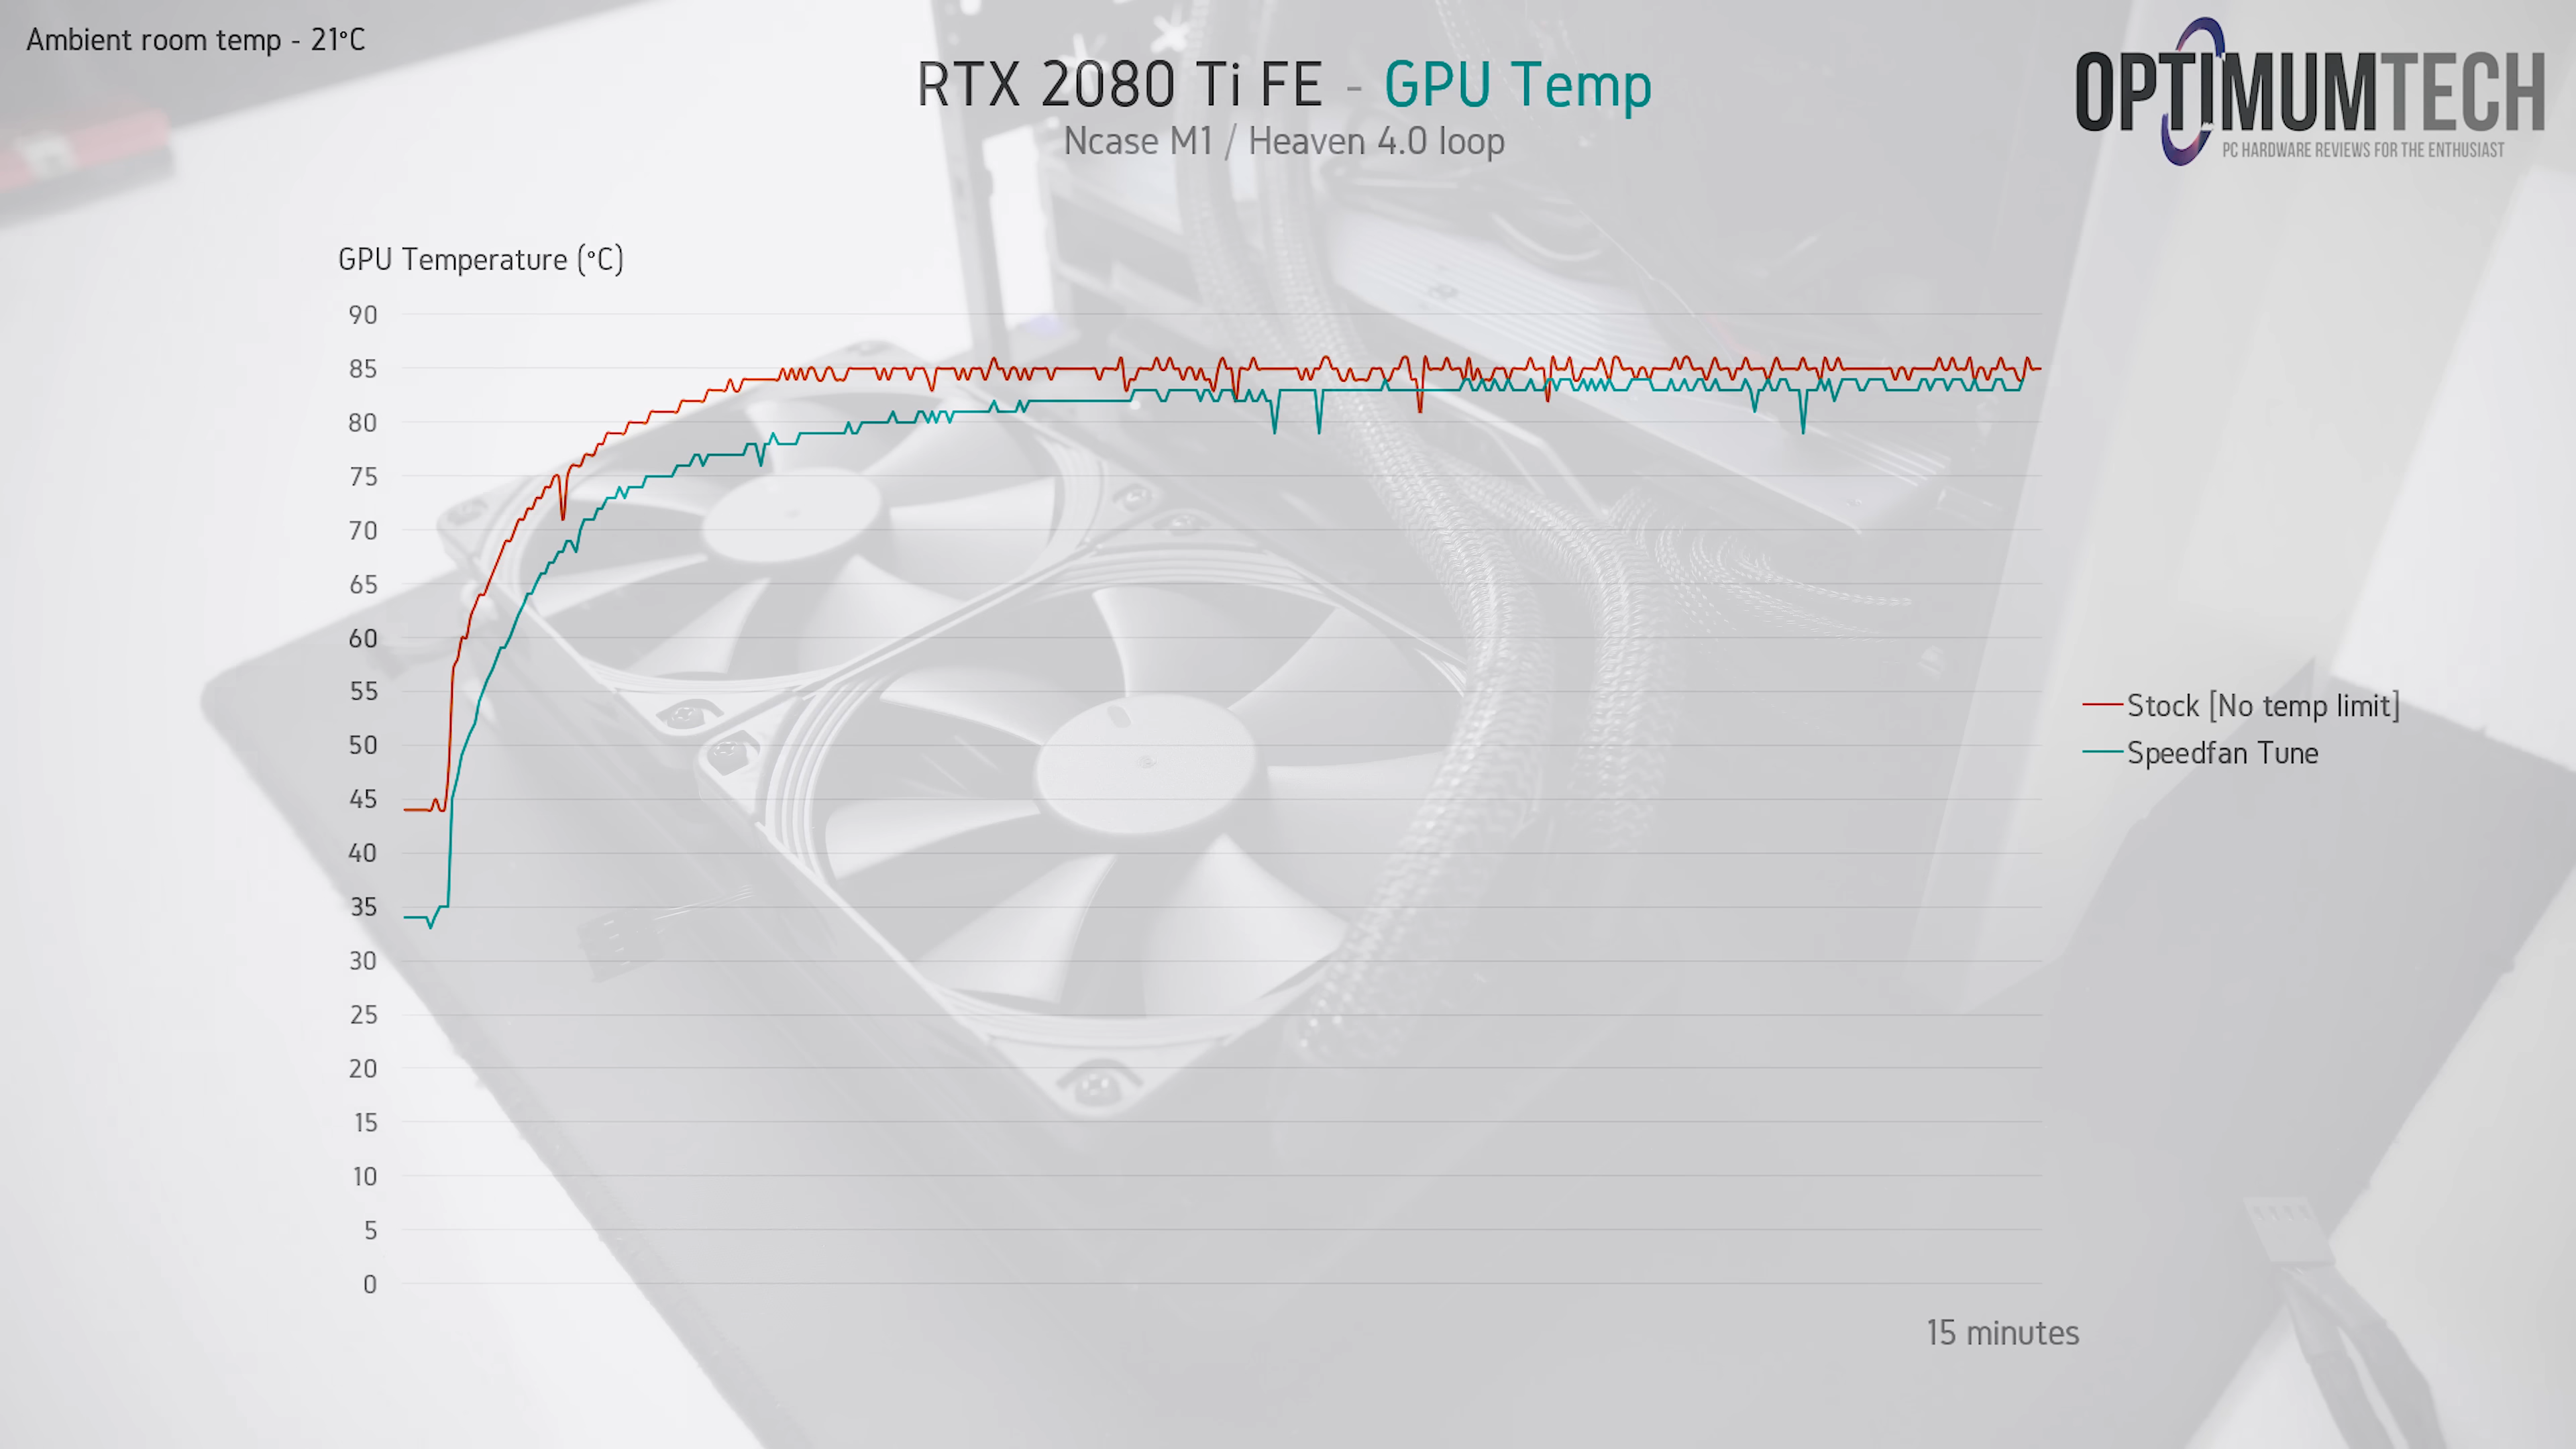 Ambient room temp - 21°C
RTX 2080 Ti FE - GPU Temp
Ncase M1 / Heaven 4.0 loop
OPTIMUMTECH
PC HARDWARE REVIEWS FOR THE ENTHUSIAST
GPU Temperature (°C)
90
85
80
75
70
65
60
55
50
45
40
35
30
25
20
15
10
5
0
Stock [No temp limit]
Speedfan Tune
15 minutes